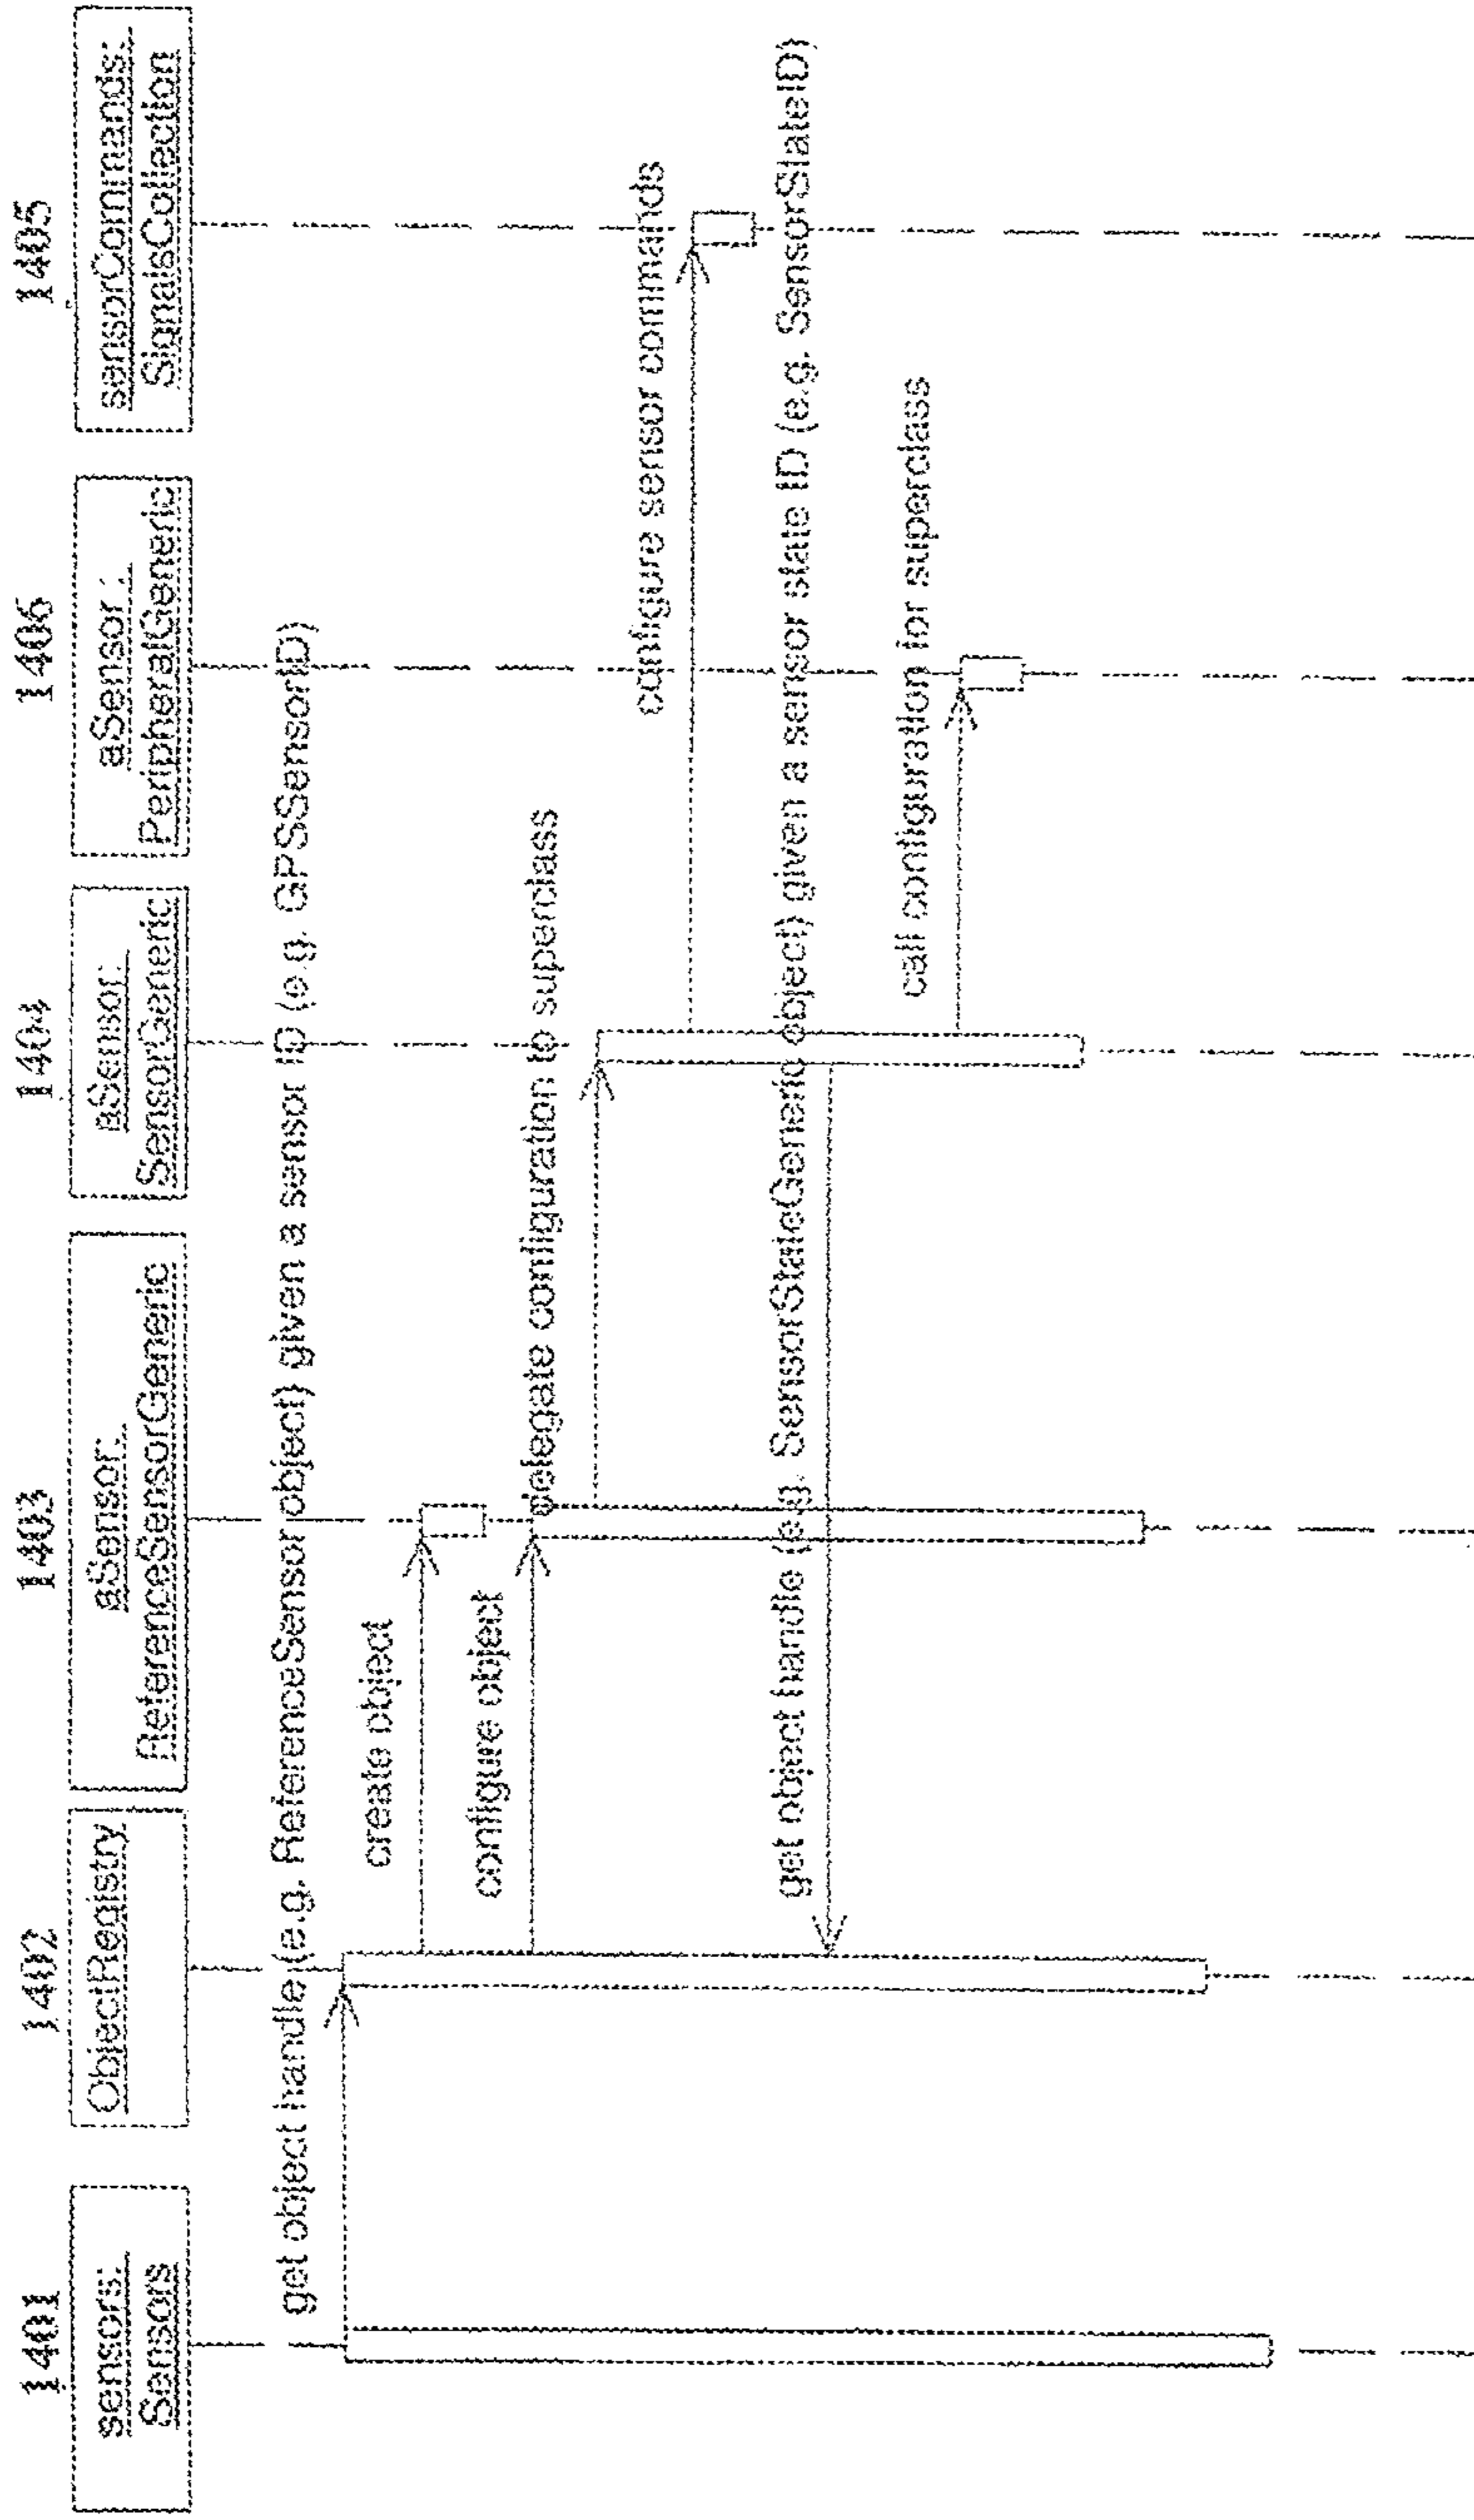 1401
sensors:
Sensors
1402
ObjectRegistry
1403
aSensor:
ReferenceSensorGeneric
1404
aSensor:
SensorGeneric
1406
aSensor :
PeripheralGeneric
1405
sensorCommands:
SignalsCollection
get object handle (e.g. ReferenceSensor object) given a sensor ID (e.g. GPSSensorID)
create object
configure object
delegate configuration to superclass
configure sensor commands
get object handle (e.g. SensorStateGeneric object) given a sensor state ID (e.g. SensorStateID)
call configuration for superclass